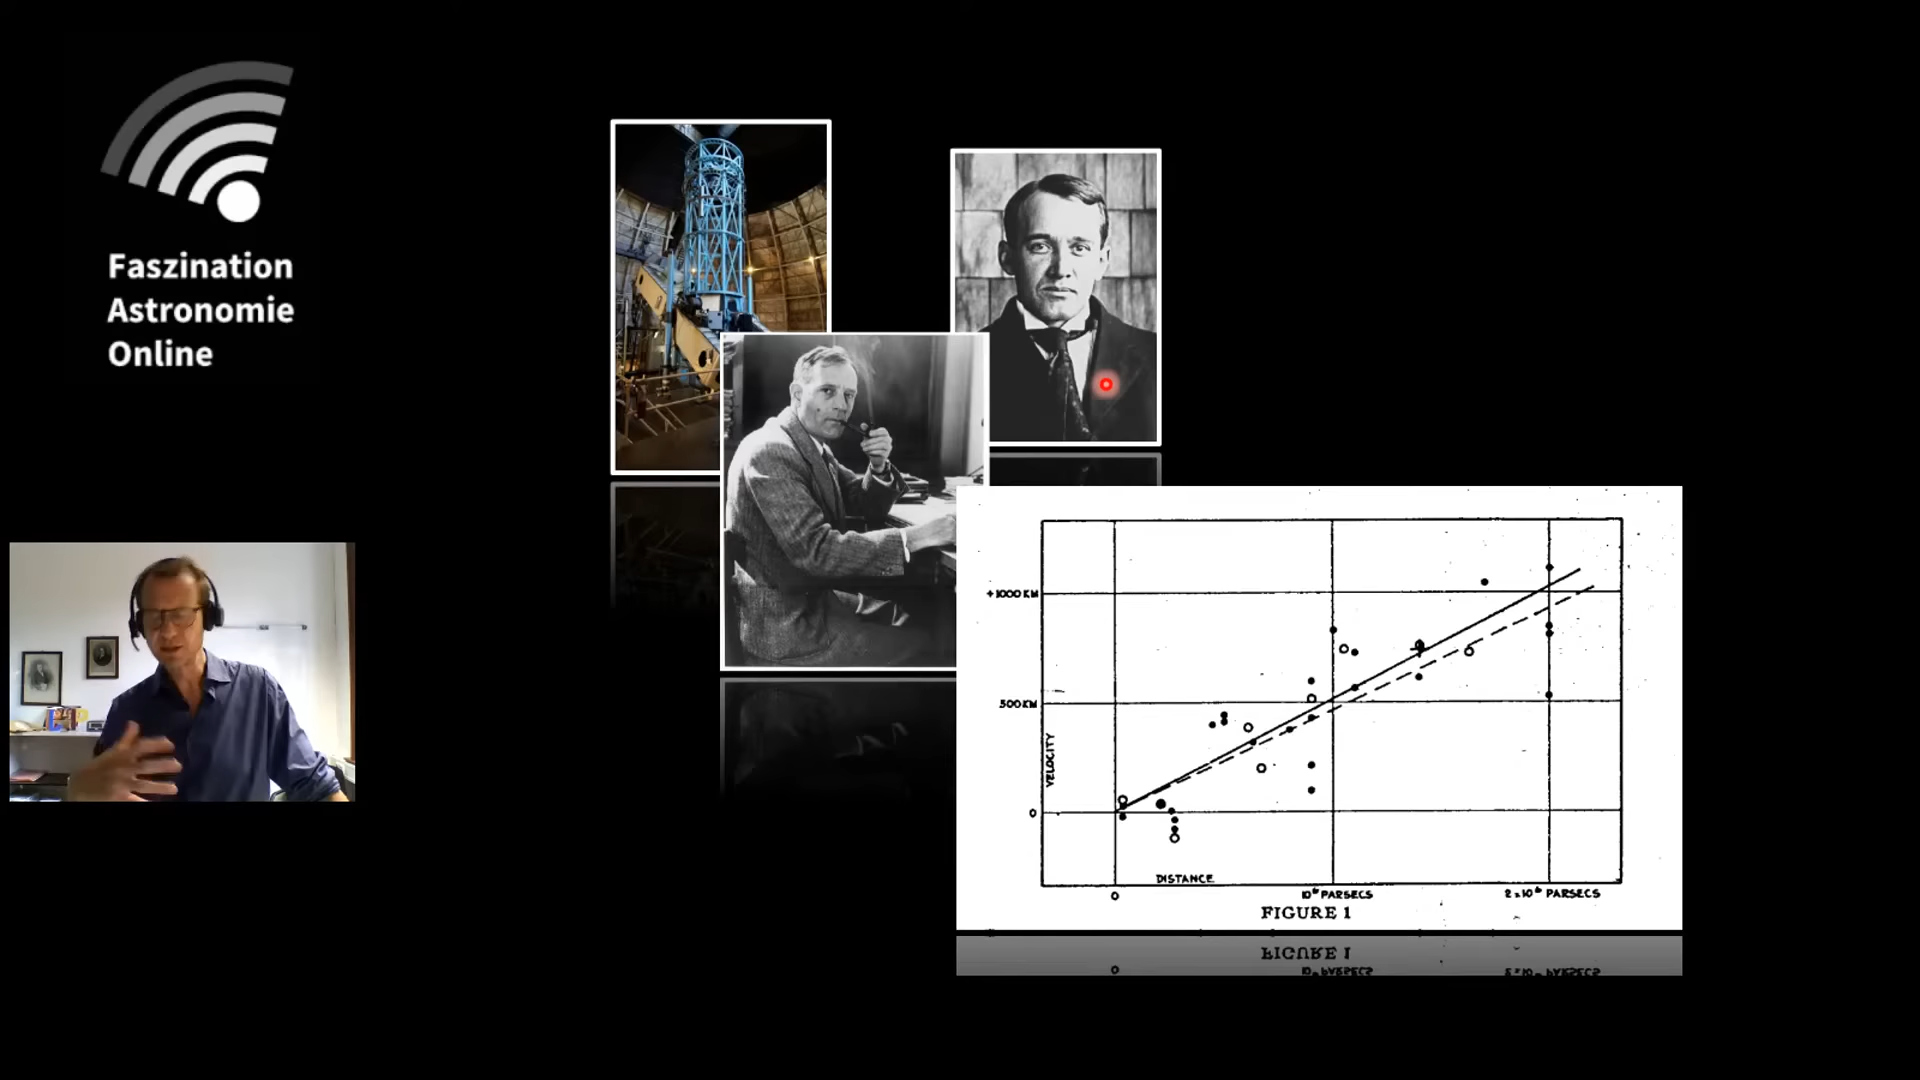 Faszination
Astronomie
Online
+1000 KM
500 KM
0
VELOCITY
DISTANCE
0
10⁶ PARSECS
2×10⁶ PARSECS
FIGURE 1